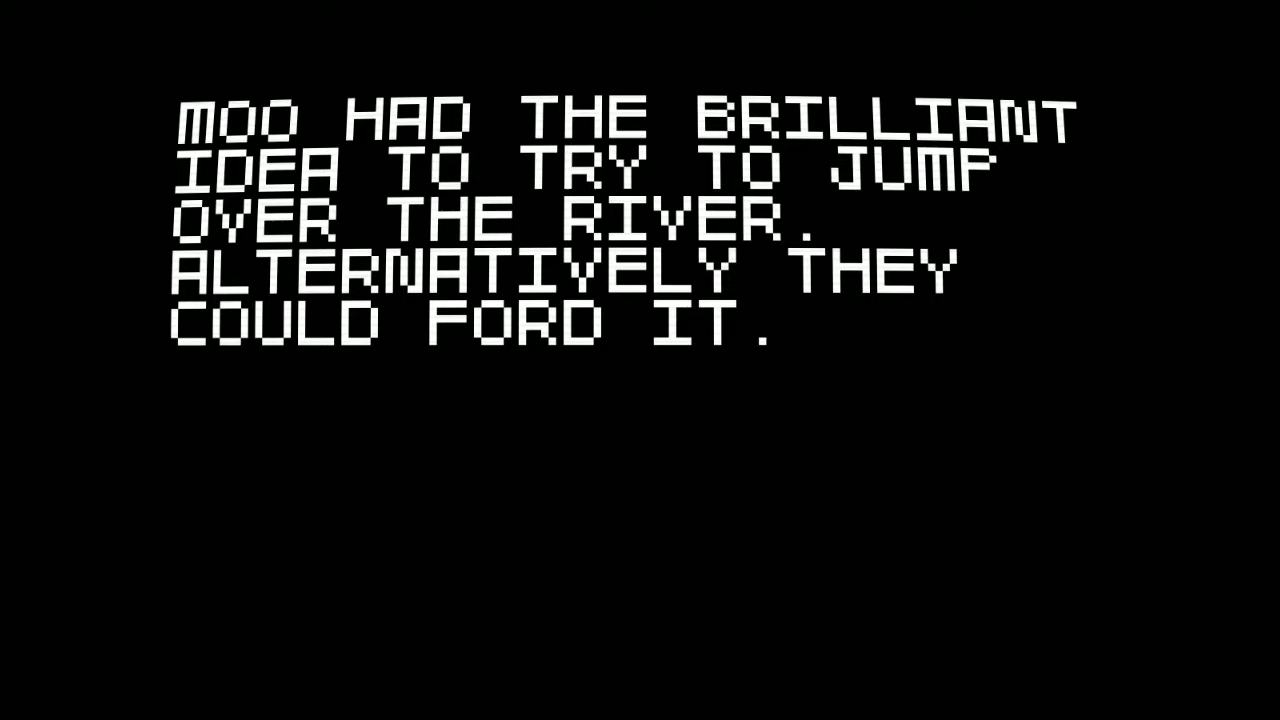 MOO HAD THE BRILLIANT
IDEA TO TRY TO JUMP
OVER THE RIVER.
ALTERNATIVELY THEY
COULD FORD IT.